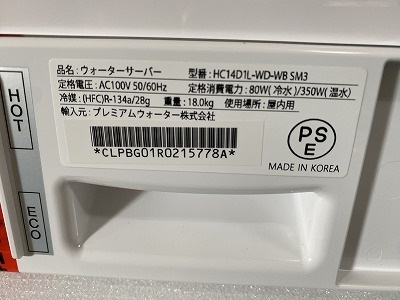 品名：ウォーターサーバー 型番：HC14D1L-WD-WB SM3
定格電圧：AC100V 50/60Hz 定格消費電力：80W(冷水)/350W(温水)
冷媒：(HFC)R-134a/28g 重量：18.0kg 使用場所：屋内用
輸入元：プレミアムウォーター株式会社
*CLPBG01R0215778A*
PS
E
MADE IN KOREA
HOT
ECO